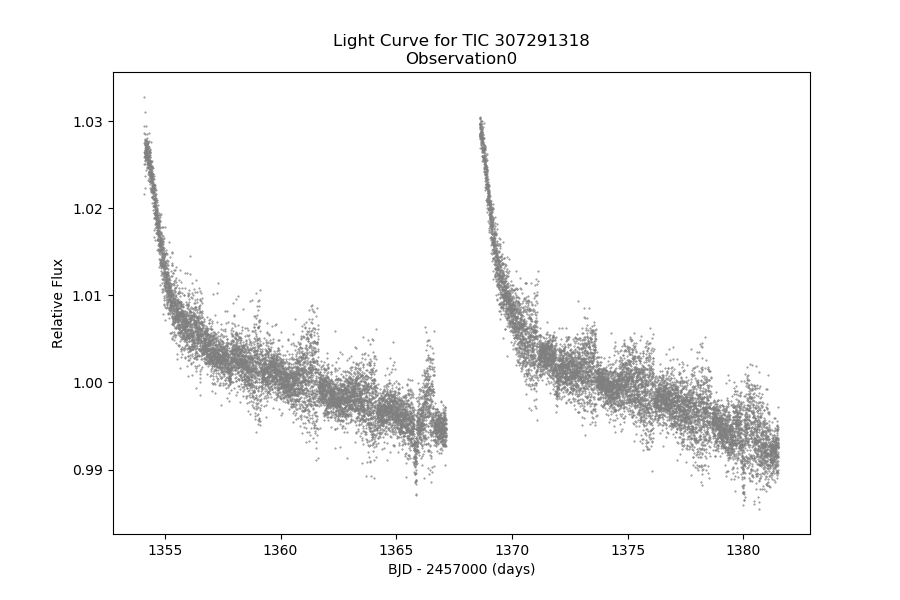 Light Curve for TIC 307291318
Observation0
1.03
1.02
1.01
1.00
0.99
Relative Flux
1355
1360
1365
1370
1375
1380
BJD - 2457000 (days)